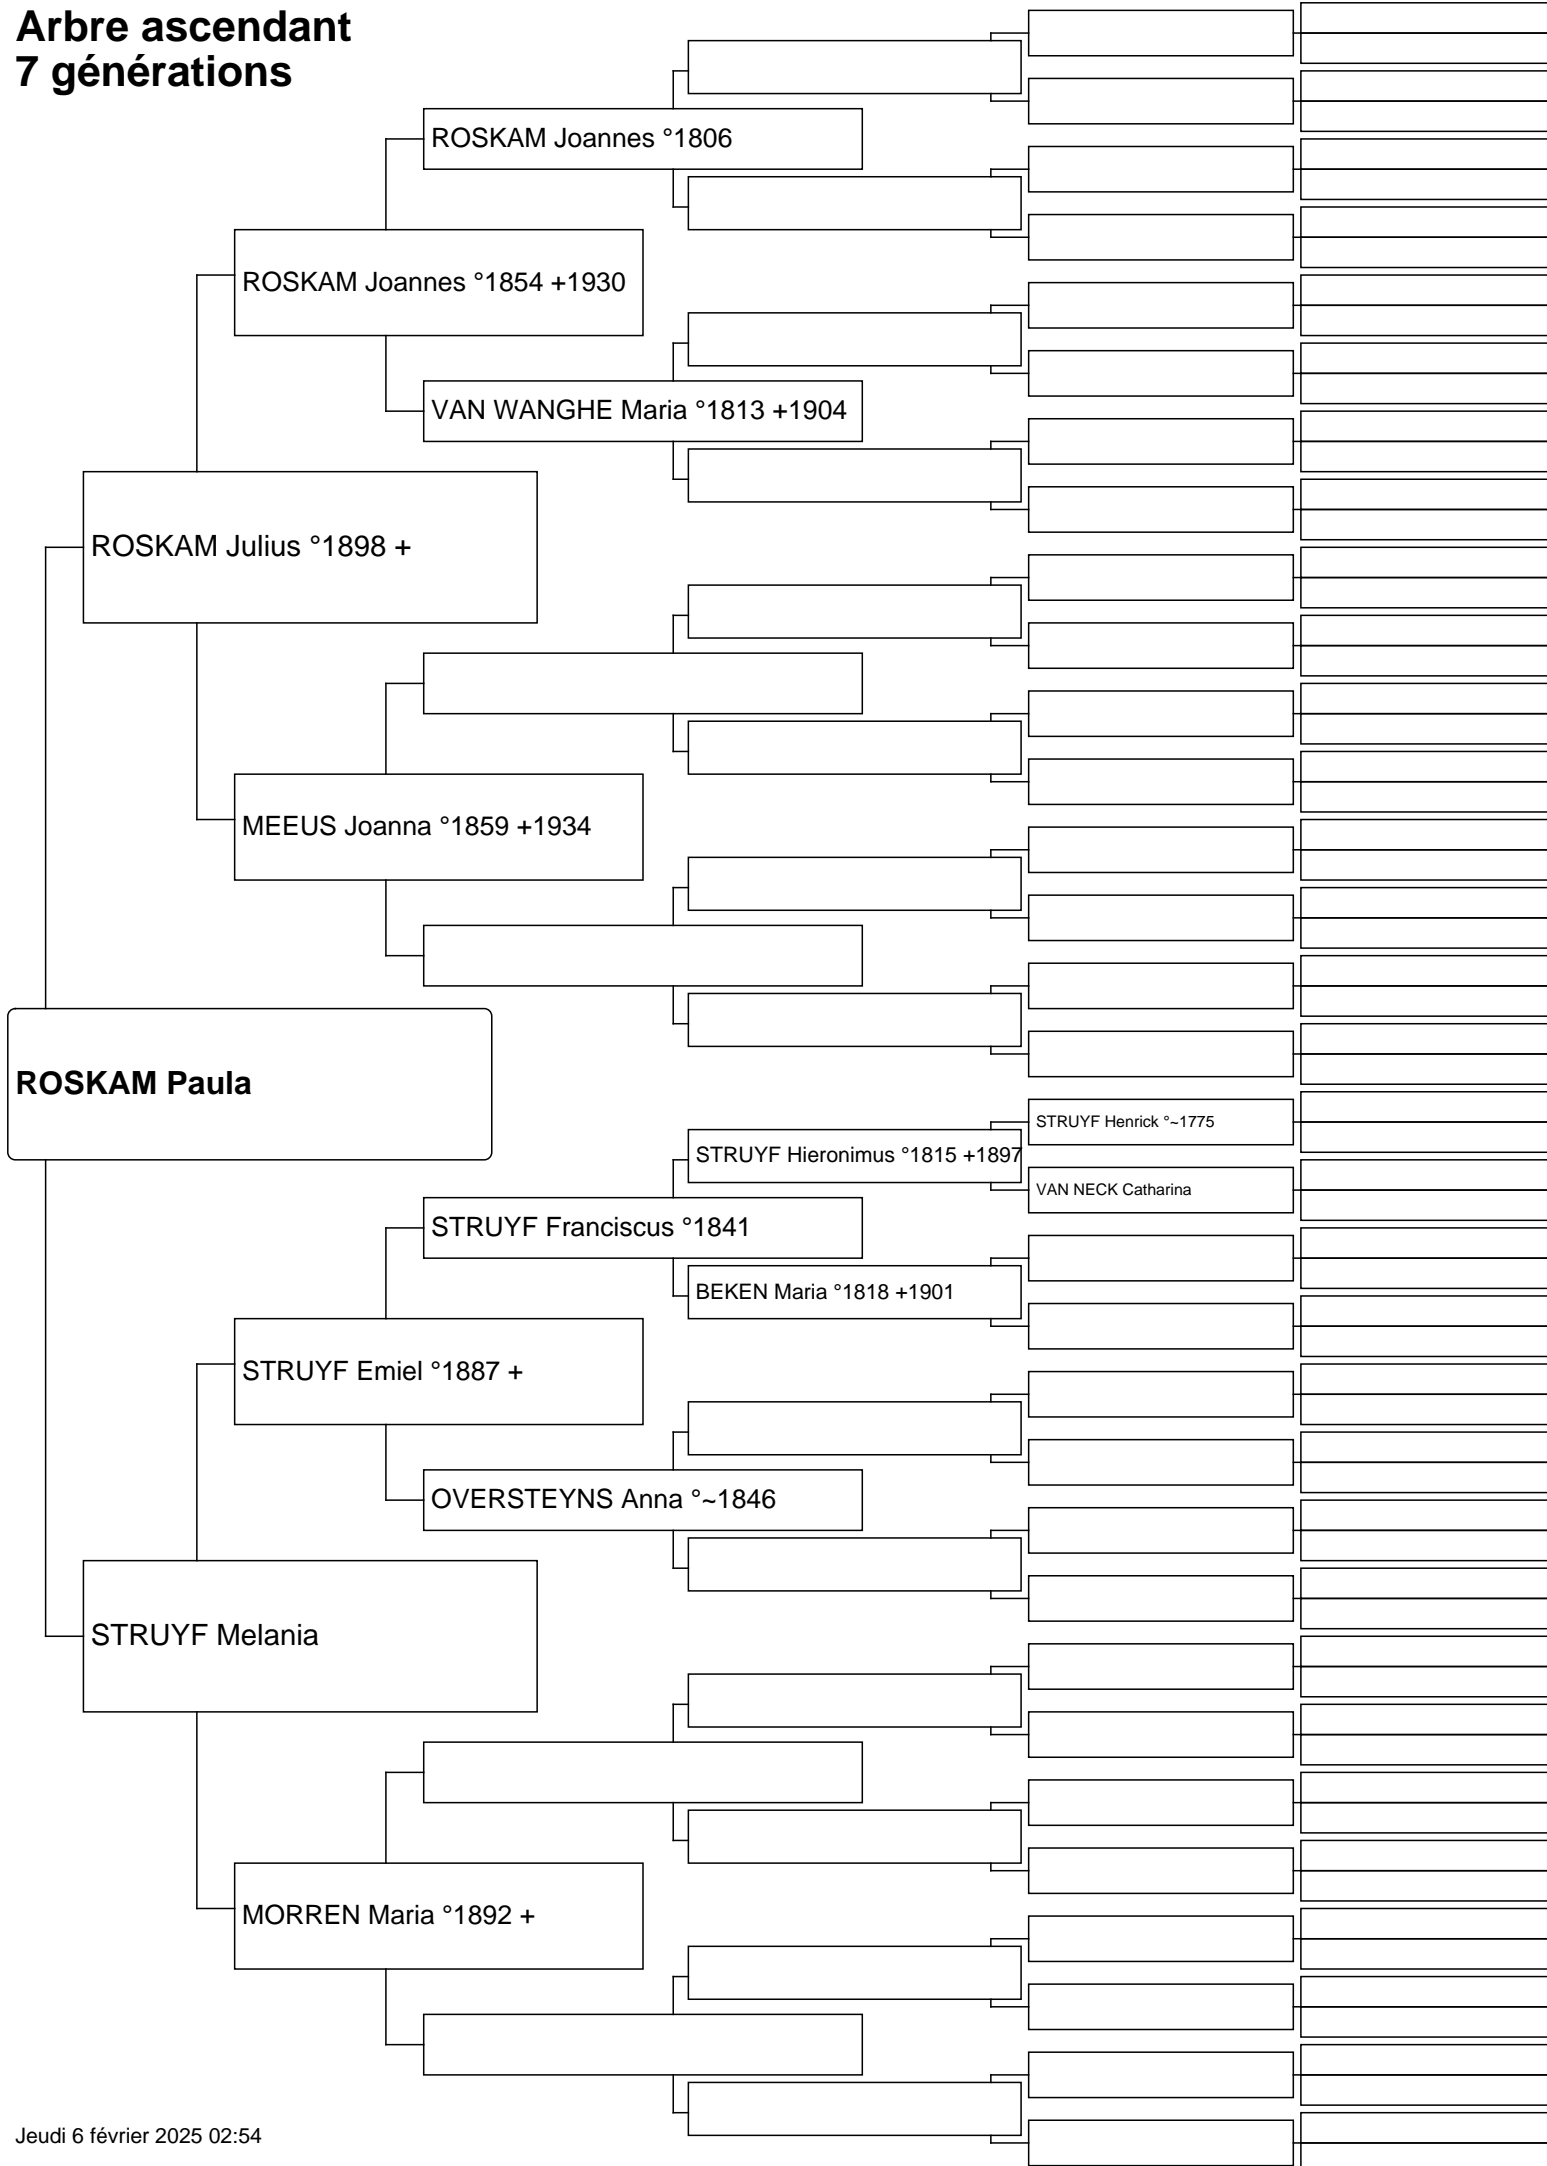 Arbre ascendant
7 générations
ROSKAM Joannes °1806
ROSKAM Joannes °1854 +1930
VAN WANGHE Maria °1813 +1904
ROSKAM Julius °1898 +
MEEUS Joanna °1859 +1934
ROSKAM Paula
STRUYF Henrick °~1775
STRUYF Hieronimus °1815 +1897
VAN NECK Catharina
STRUYF Franciscus °1841
BEKEN Maria °1818 +1901
STRUYF Emiel °1887 +
OVERSTEYNS Anna °~1846
STRUYF Melania
MORREN Maria °1892 +
Jeudi 6 février 2025 02:54